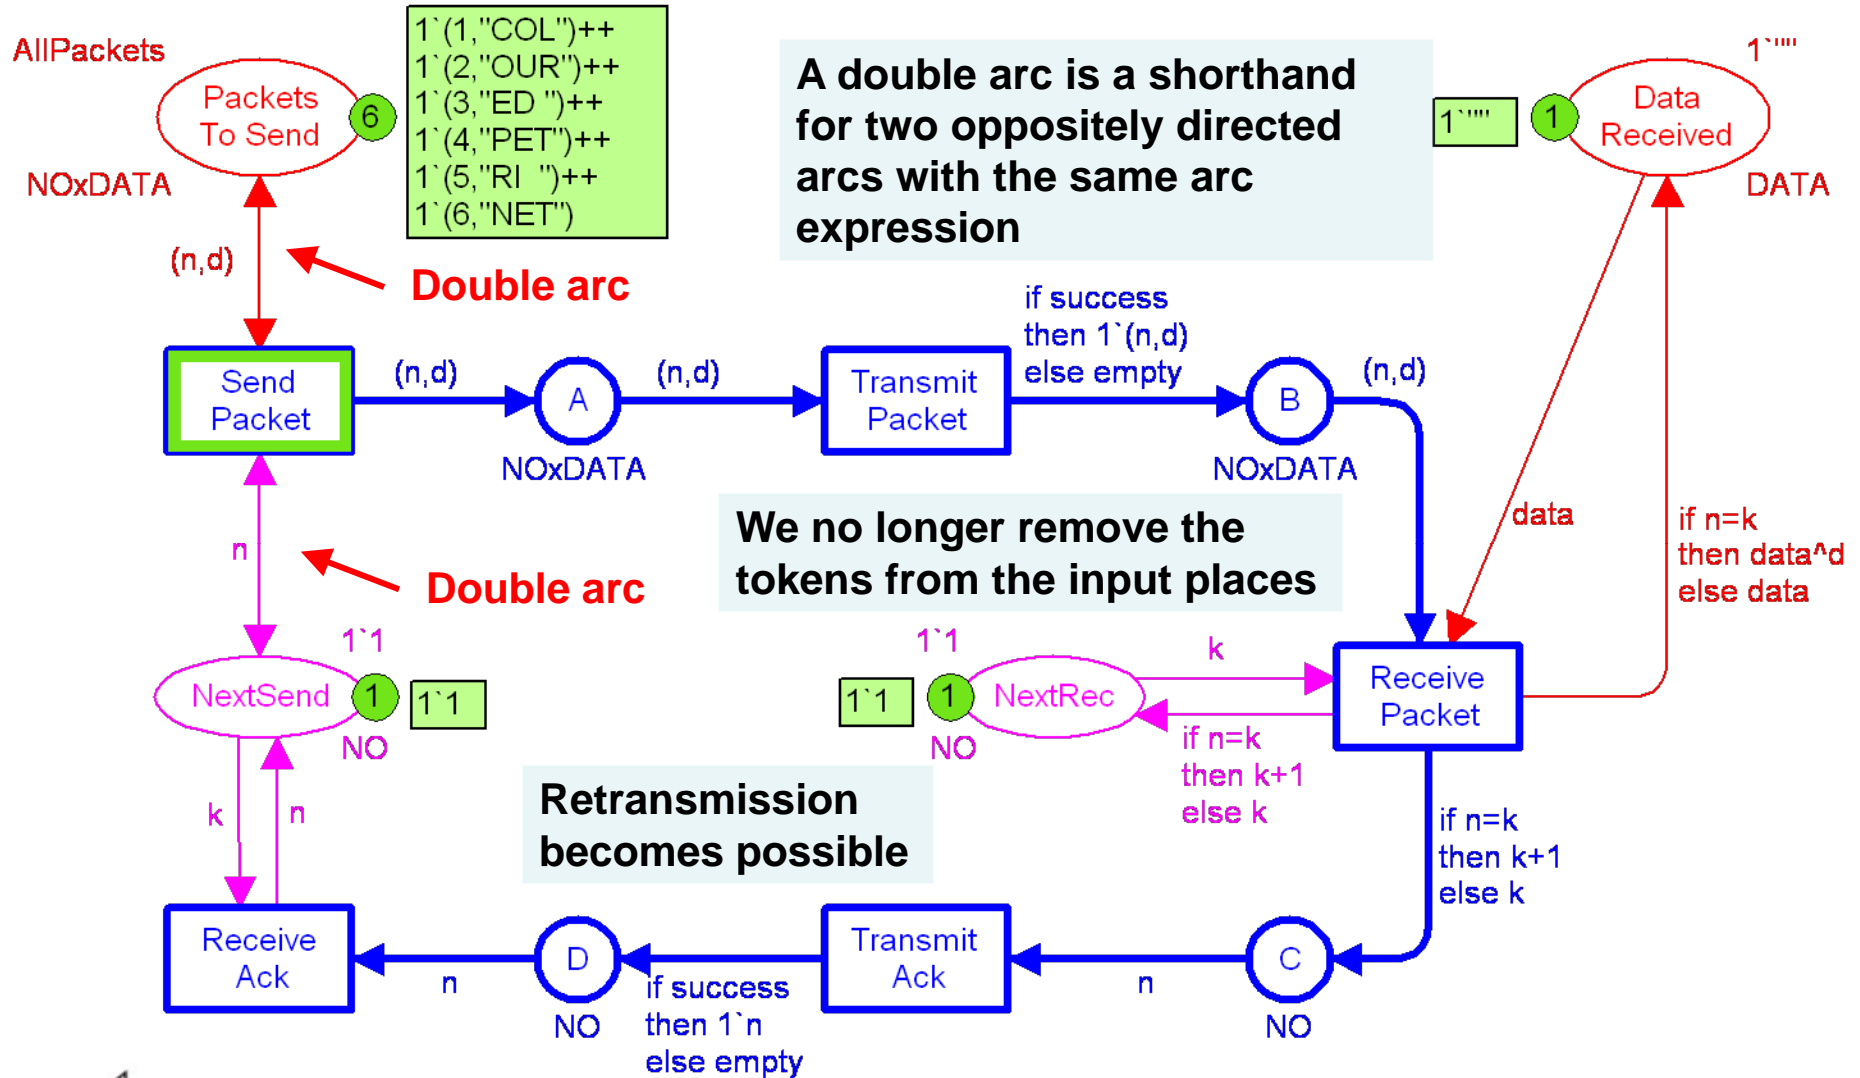 AllPackets
Packets
To Send
6
NOxDATA
1`(1,"COL")++
1`(2,"OUR")++
1`(3,"ED ")++
1`(4,"PET")++
1`(5,"RI  ")++
1`(6,"NET")
A double arc is a shorthand
for two oppositely directed
arcs with the same arc
expression
1`""
1`""
1
Data
Received
DATA
(n,d)
Double arc
Send
Packet
(n,d)
A
NOxDATA
(n,d)
Transmit
Packet
if success
then 1`(n,d)
else empty
B
NOxDATA
(n,d)
data
if n=k
then data^d
else data
n
Double arc
We no longer remove the
tokens from the input places
1`1
NextSend
1
1`1
NO
1`1
1`1
1
NextRec
NO
k
if n=k
then k+1
else k
Receive
Packet
k
n
Retransmission
becomes possible
if n=k
then k+1
else k
Receive
Ack
n
D
NO
if success
then 1`n
else empty
Transmit
Ack
n
C
NO